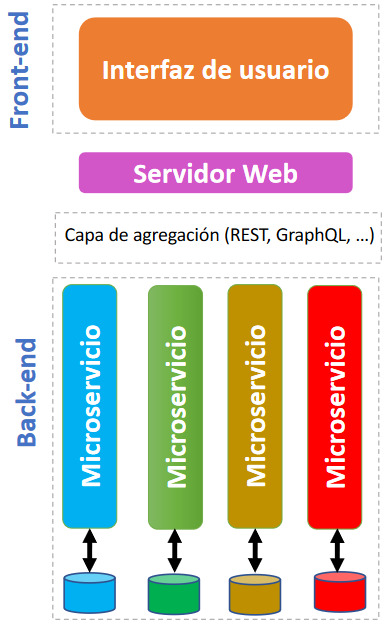 Front-end
Interfaz de usuario
Servidor Web
Capa de agregación (REST, GraphQL, ...)
Back-end
Microservicio
Microservicio
Microservicio
Microservicio